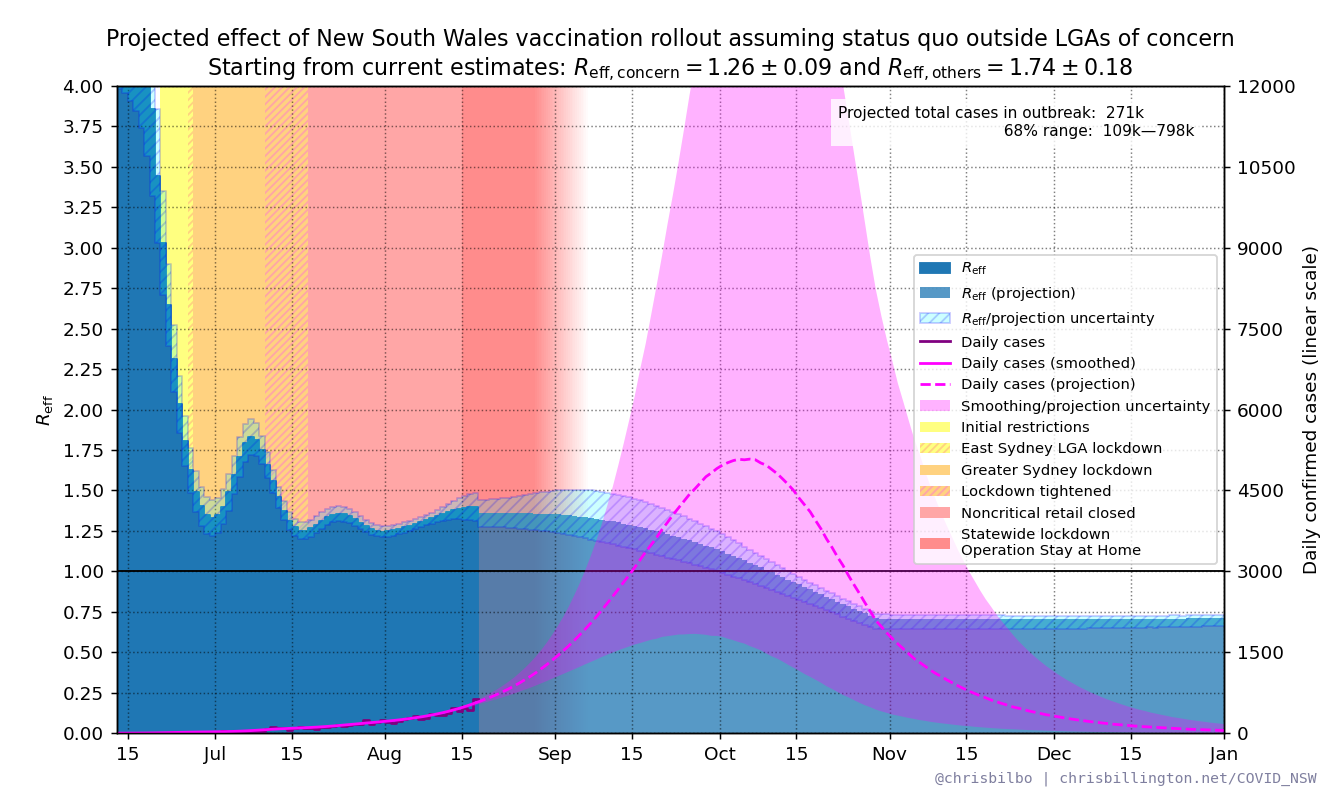 Projected effect of New South Wales vaccination rollout assuming status quo outside LGAs of concern
Starting from current estimates: Reff, concern = 1.26 ± 0.09 and Reff, others = 1.74 ± 0.18
Projected total cases in outbreak: 271k
68% range: 109k—798k
4.00
3.75
3.50
3.25
3.00
2.75
2.50
2.25
2.00
1.75
1.50
1.25
1.00
0.75
0.50
0.25
0.00
Reff
12000
10500
9000
7500
6000
4500
3000
1500
0
Daily confirmed cases (linear scale)
Reff
Reff (projection)
Reff/projection uncertainty
Daily cases
Daily cases (smoothed)
Daily cases (projection)
Smoothing/projection uncertainty
Initial restrictions
East Sydney LGA lockdown
Greater Sydney lockdown
Lockdown tightened
Noncritical retail closed
Statewide lockdown
Operation Stay at Home
15 Jul 15 Aug 15 Sep 15 Oct 15 Nov 15 Dec 15 Jan
@chrisbilbo | chrisbillington.net/COVID_NSW